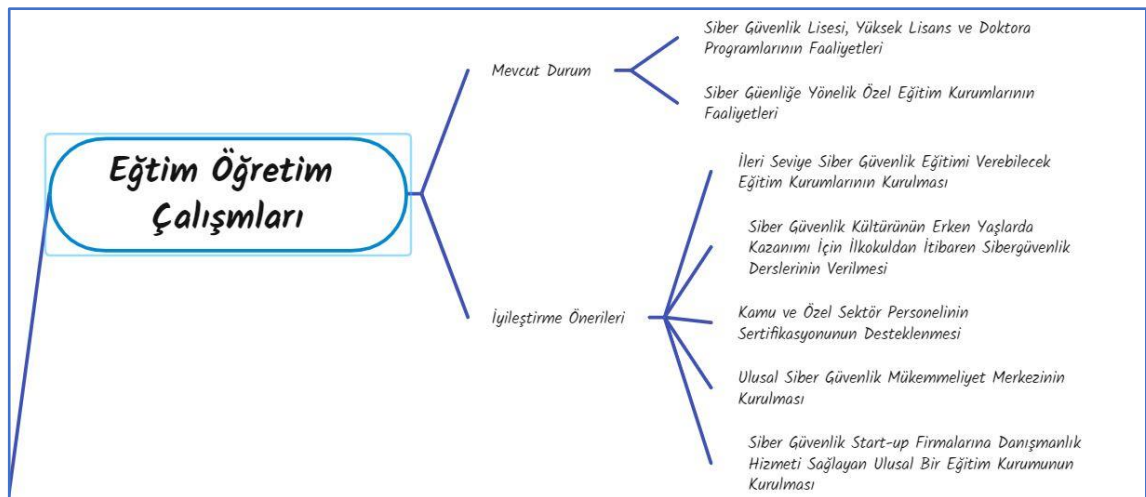 Siber Güvenlik Lisesi, Yüksek Lisans ve Doktora
Programlarının Faaliyetleri
Mevcut Durum
Siber Güenliğe Yönelik Özel Eğitim Kurumlarının
Faaliyetleri
Eğtim Öğretim
Çalışmları
İleri Seviye Siber Güvenlik Eğitimi Verebilecek
Eğitim Kurumlarının Kurulması
Siber Güvenlik Kültürünün Erken Yaşlarda
Kazanımı İçin İlkokuldan İtibaren Sibergüvenlik
Derslerinin Verilmesi
İyileştirme Önerileri
Kamu ve Özel Sektör Personelinin
Sertifikasyonunun Desteklenmesi
Ulusal Siber Güvenlik Mükemmeliyet Merkezinin
Kurulması
Siber Güvenlik Start-up Firmalarına Danışmanlık
Hizmeti Sağlayan Ulusal Bir Eğitim Kurumunun
Kurulması